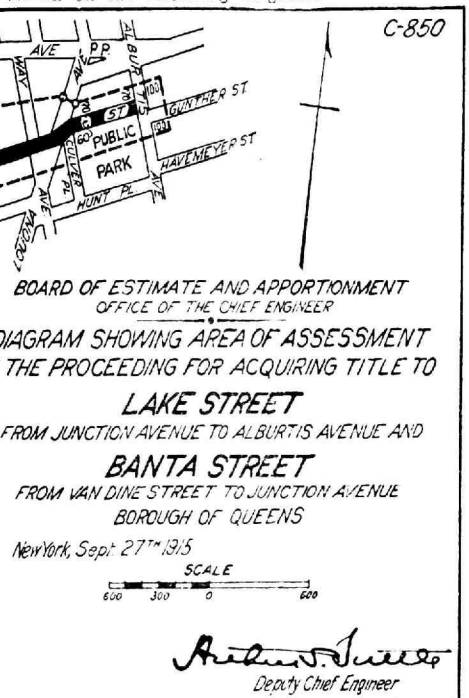 C-850
AVE
P.P.
ALBURTIS
WAY
AVE
100
70
75
GUNTHER ST
ST
60
PUBLIC
100
HAVEMEYER ST
PARK
CULVER PL
HUNT PL
AVE
AVE
BOARD OF ESTIMATE AND APPORTIONMENT
OFFICE OF THE CHIEF ENGINEER
DIAGRAM SHOWING AREA OF ASSESSMENT
THE PROCEEDING FOR ACQUIRING TITLE TO
LAKE STREET
FROM JUNCTION AVENUE TO ALBURTIS AVENUE AND
BANTA STREET
FROM VAN DINE STREET TO JUNCTION AVENUE
BOROUGH OF QUEENS
New York, Sept. 27TH 1915
SCALE
600 300 0 600
Arthur S. Tuttle
Deputy Chief Engineer